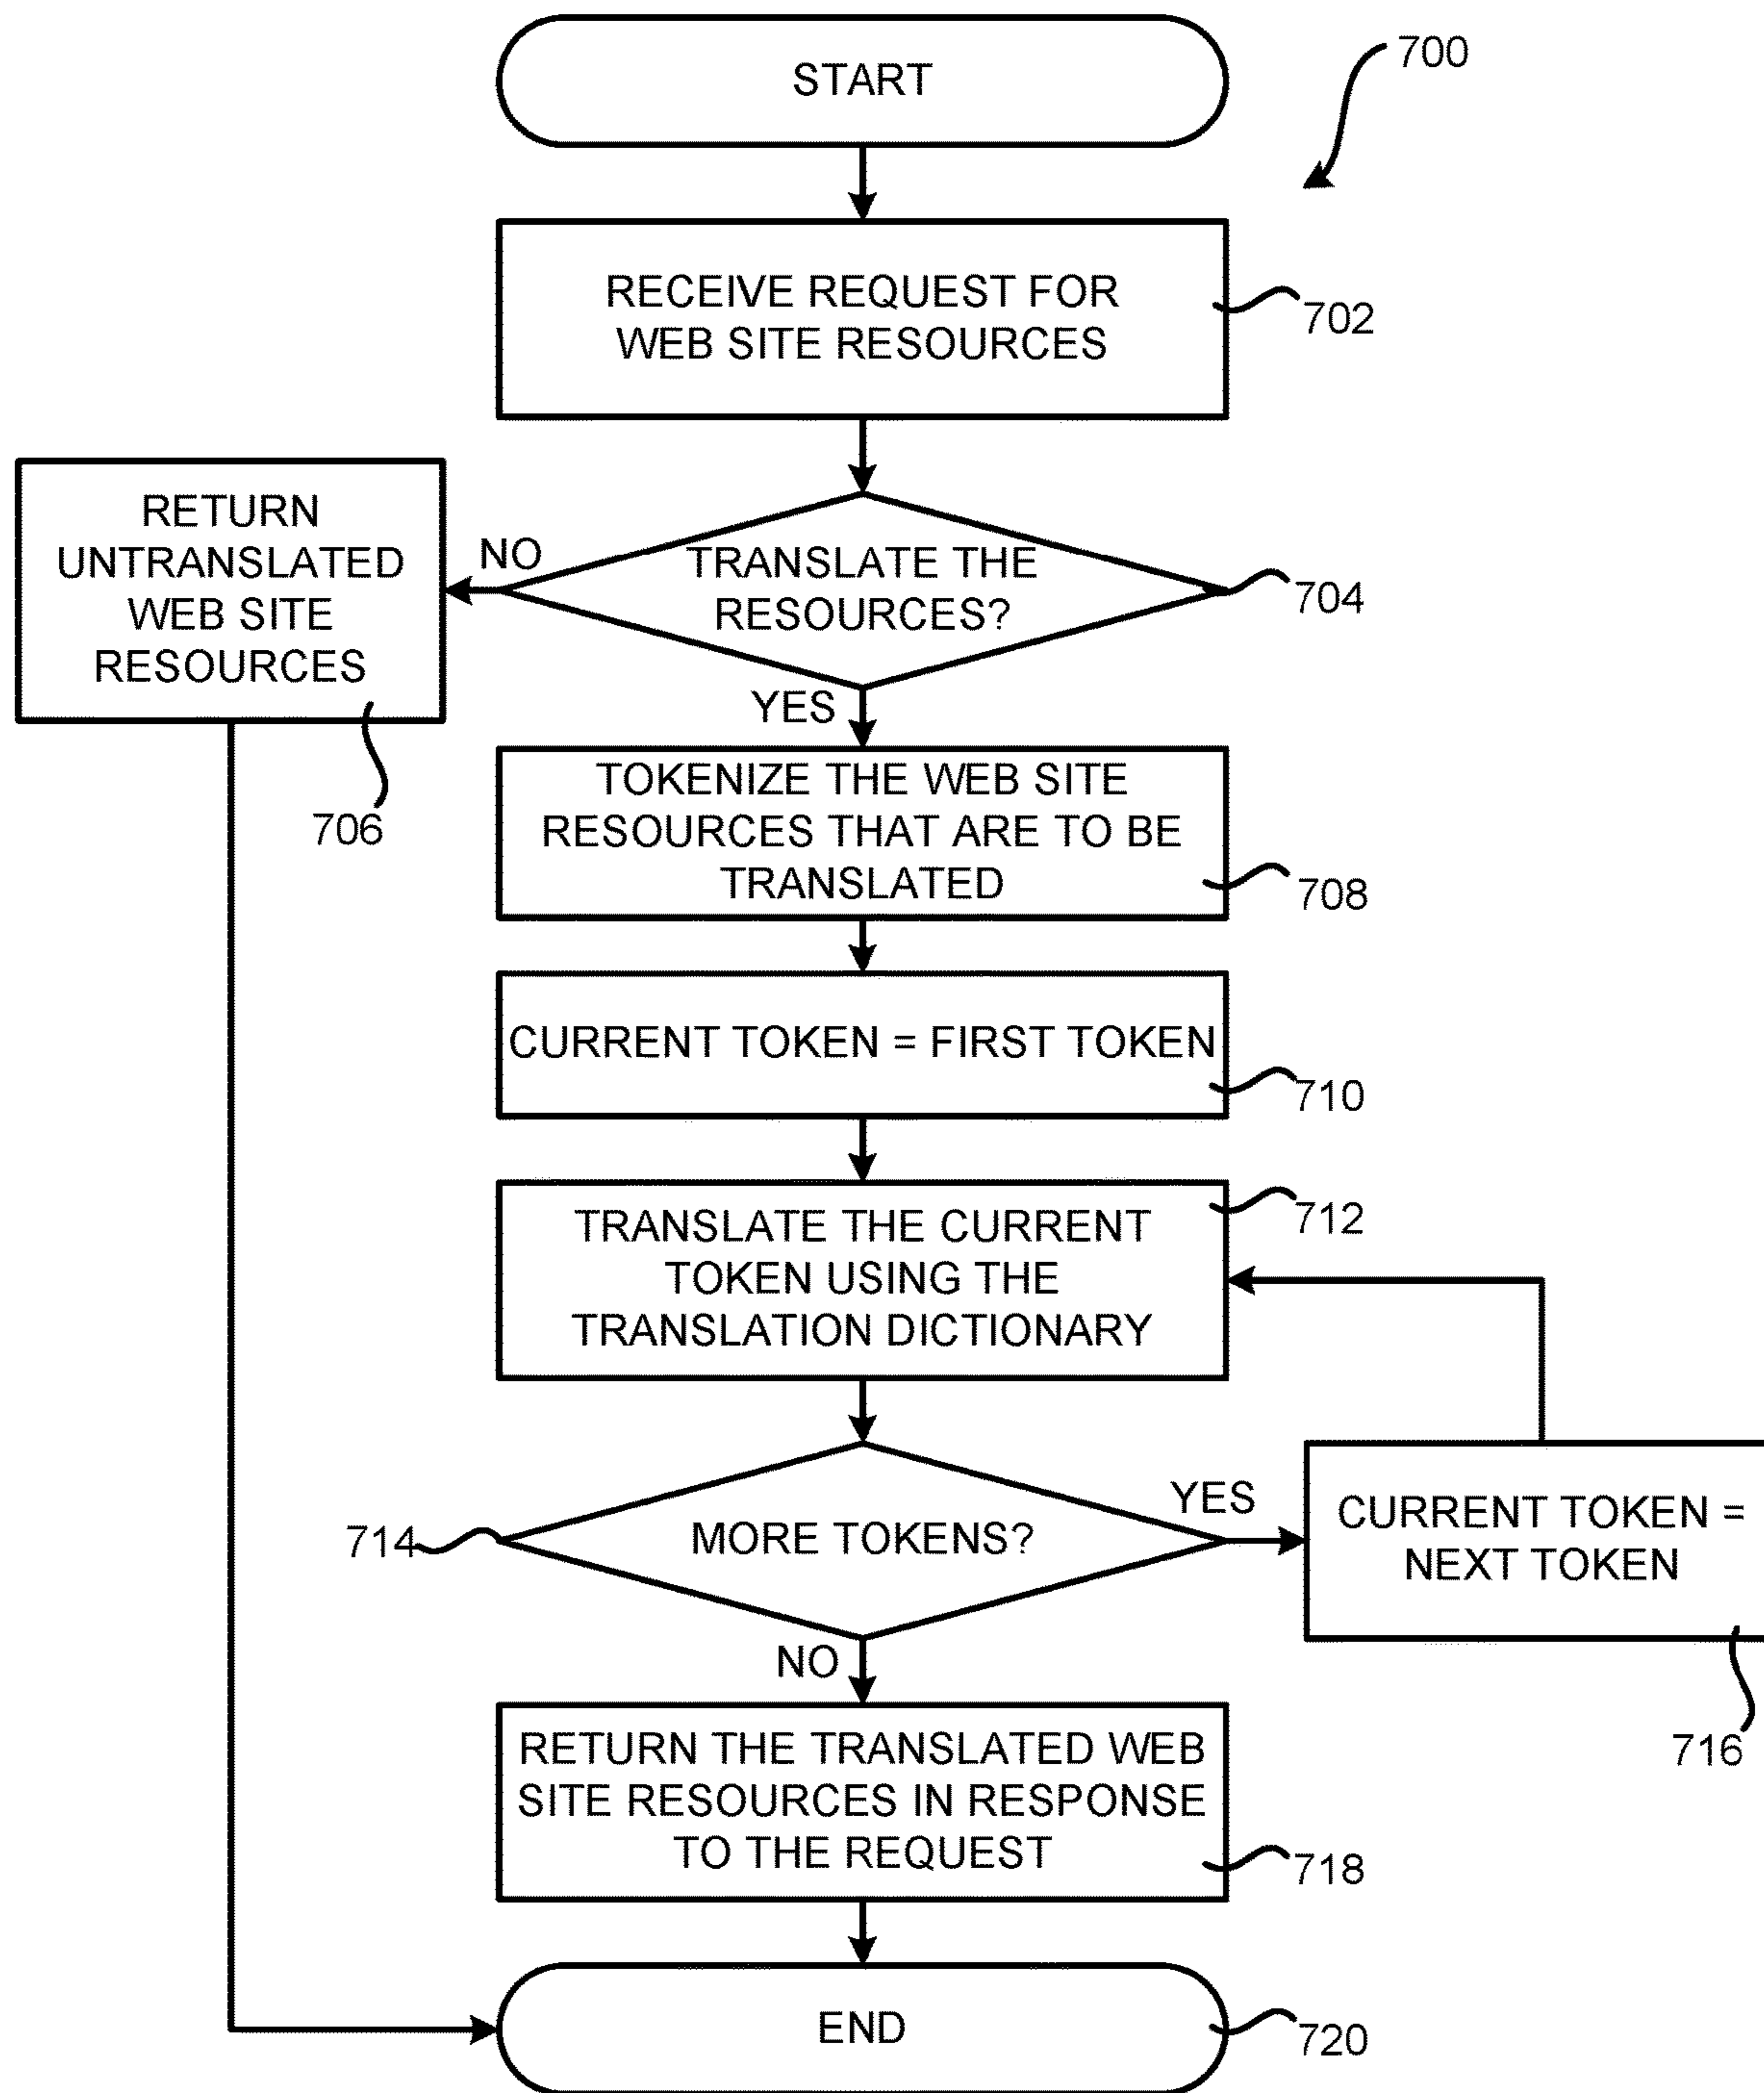 START
700
RECEIVE REQUEST FOR
WEB SITE RESOURCES
702
RETURN
UNTRANSLATED
WEB SITE
RESOURCES
706
NO
TRANSLATE THE
RESOURCES?
704
YES
TOKENIZE THE WEB SITE
RESOURCES THAT ARE TO BE
TRANSLATED
708
CURRENT TOKEN = FIRST TOKEN
710
TRANSLATE THE CURRENT
TOKEN USING THE
TRANSLATION DICTIONARY
712
714
MORE TOKENS?
YES
CURRENT TOKEN =
NEXT TOKEN
716
NO
RETURN THE TRANSLATED WEB
SITE RESOURCES IN RESPONSE
TO THE REQUEST
718
END
720